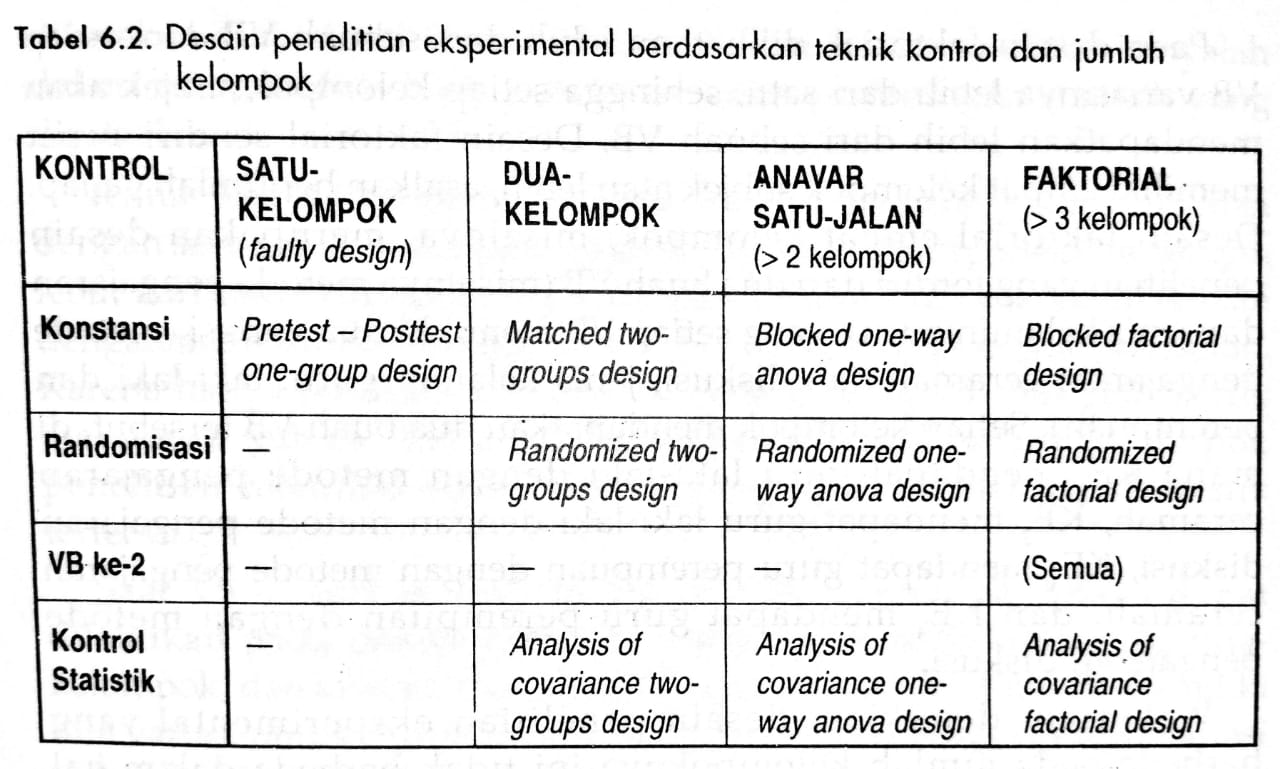 Tabel 6.2. Desain penelitian eksperimental berdasarkan teknik kontrol dan jumlah
kelompok
KONTROL SATU-KELOMPOK (faulty design) DUA-KELOMPOK ANAVAR SATU-JALAN (> 2 kelompok) FAKTORIAL (> 3 kelompok)
Konstansi Pretest – Posttest one-group design Matched two-groups design Blocked one-way anova design Blocked factorial design
Randomisasi — Randomized two-groups design Randomized one-way anova design Randomized factorial design
VB ke-2 — — — (Semua)
Kontrol Statistik — Analysis of covariance two-groups design Analysis of covariance one-way anova design Analysis of covariance factorial design